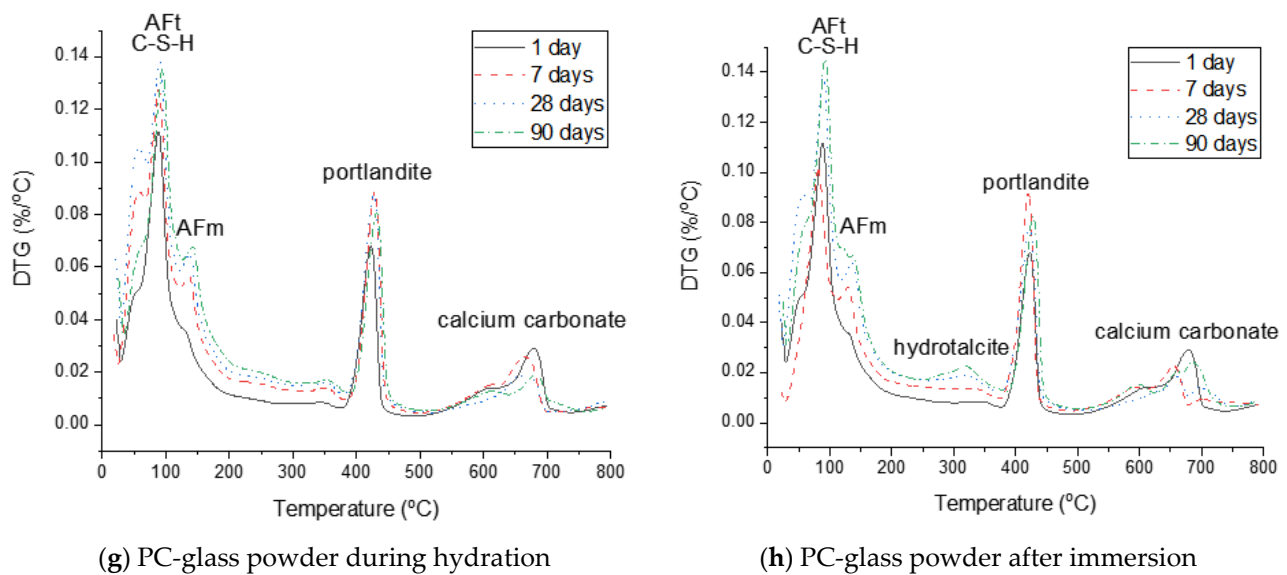 AFt
C-S-H
AFm
portlandite
calcium carbonate
1 day
7 days
28 days
90 days
DTG (%/ºC)
0.14
0.12
0.10
0.08
0.06
0.04
0.02
0.00
0 100 200 300 400 500 600 700 800
Temperature (ºC)
(g) PC-glass powder during hydration
AFt
C-S-H
AFm
hydrotalcite
portlandite
calcium carbonate
1 day
7 days
28 days
90 days
DTG (%/ºC)
0.14
0.12
0.10
0.08
0.06
0.04
0.02
0.00
0 100 200 300 400 500 600 700 800
Temperature (ºC)
(h) PC-glass powder after immersion